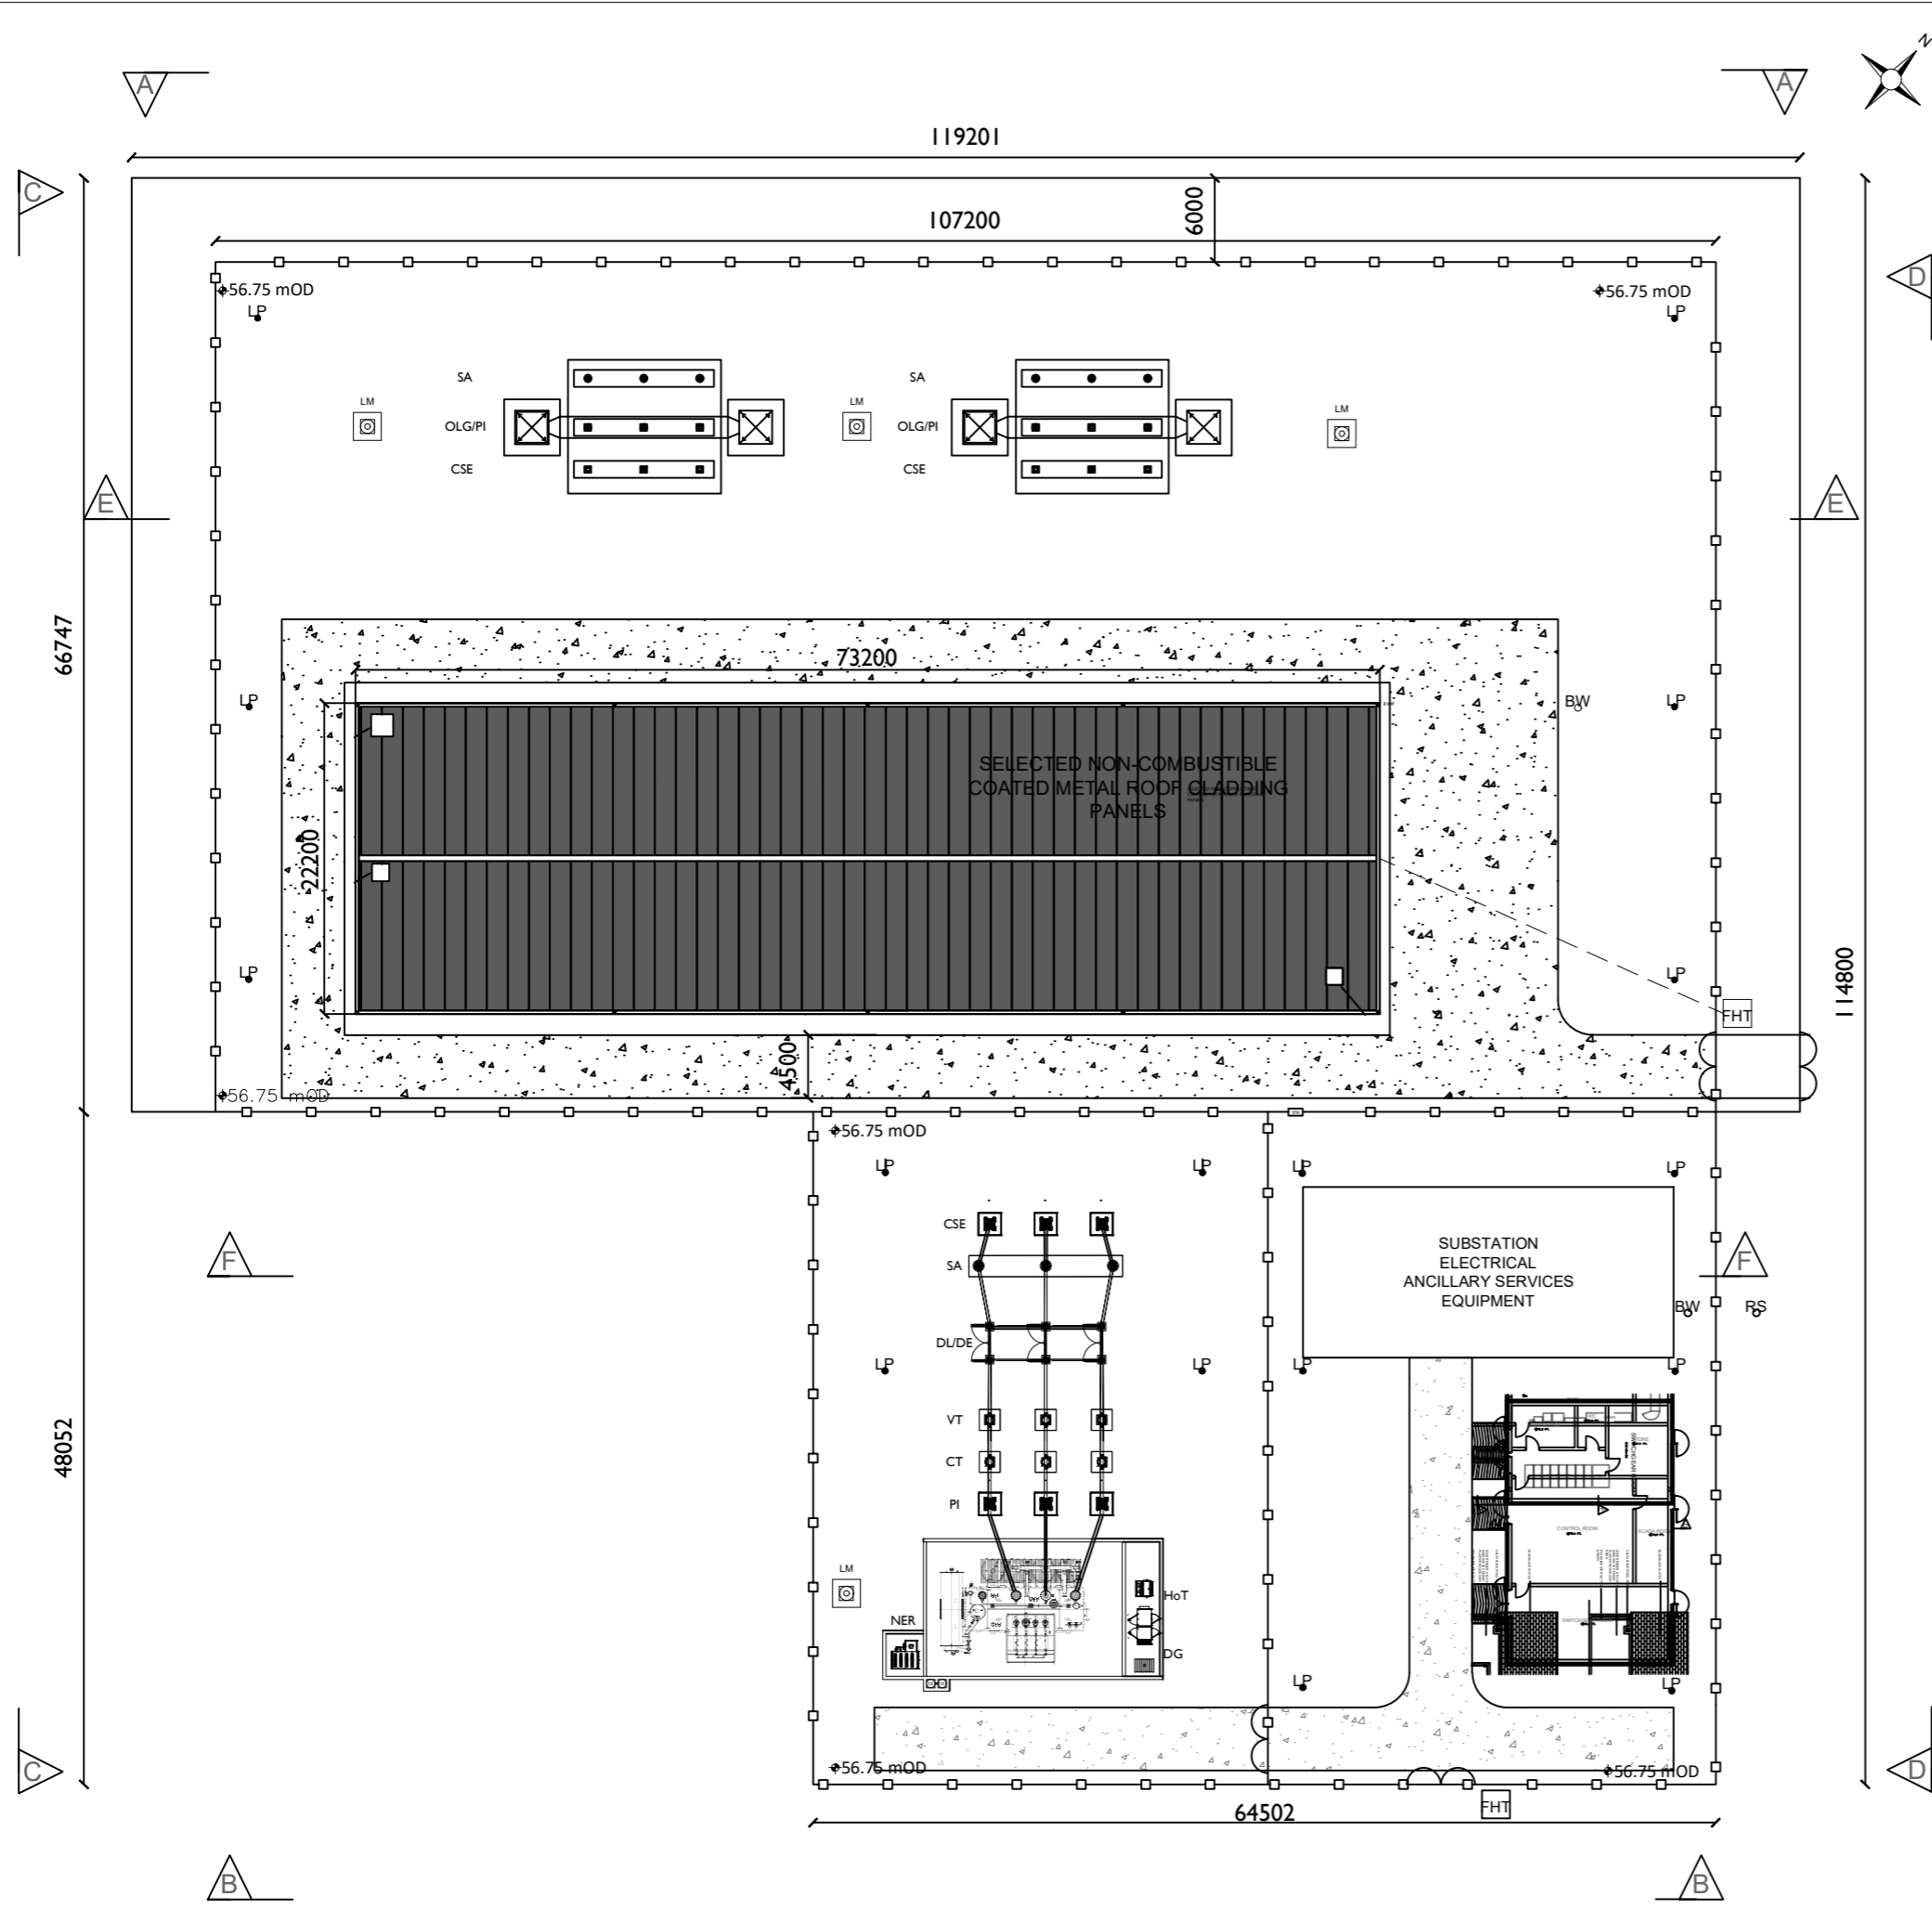 N
A
A
119201
C
107200
6000
D
56.75 mOD
56.75 mOD
LP
LP
SA
SA
LM
LM
LM
OLG/PI
OLG/PI
CSE
CSE
E
E
66747
73200
LP
BW
LP
SELECTED NON-COMBUSTIBLE
COATED METAL ROOF CLADDING
PANELS
22200
LP
LP
114800
FHT
4500
56.75 mOD
56.75 mOD
LP
LP
LP
LP
CSE
SUBSTATION
ELECTRICAL
ANCILLARY SERVICES
EQUIPMENT
F
F
SA
BW
RS
DL/DE
LP
LP
LP
LP
48052
VT
CT
PI
CONTROL ROOM
SCADA ROOM
LM
HoT
NER
DG
LP
LP
C
56.75 mOD
56.75 mOD
D
FHT
64502
B
B